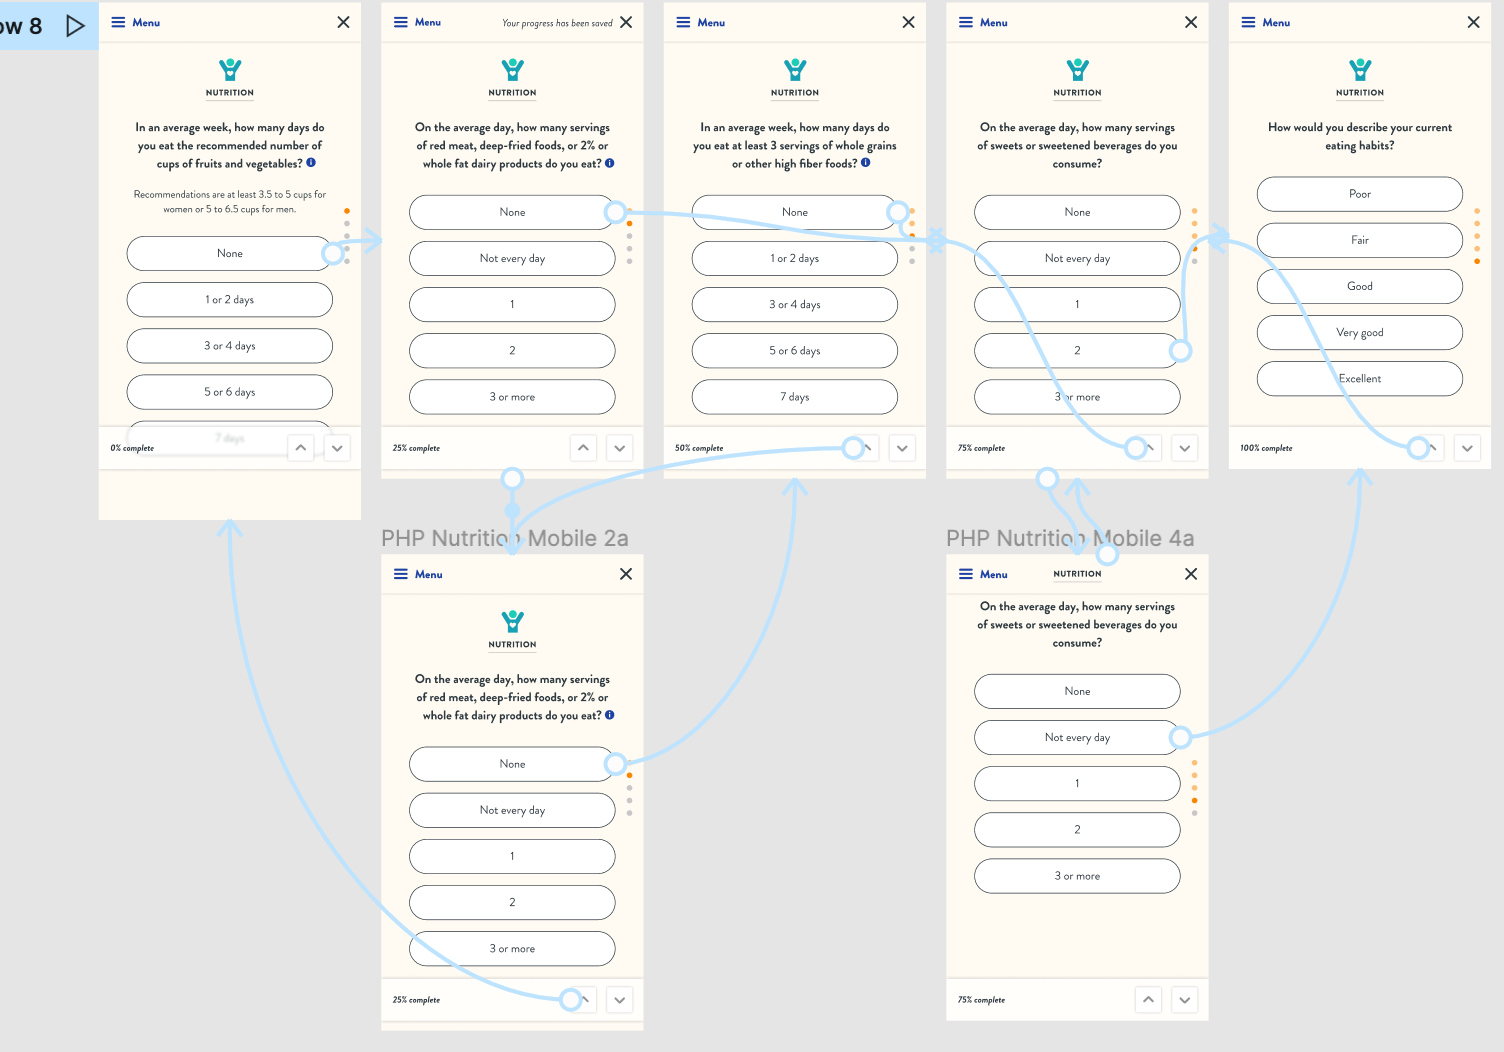 ow 8
Menu
NUTRITION
In an average week, how many days do
you eat the recommended number of
cups of fruits and vegetables?
Recommendations are at least 3.5 to 5 cups for
women or 5 to 6.5 cups for men.
None
1 or 2 days
3 or 4 days
5 or 6 days
7 days
0% complete
Menu
Your progress has been saved
NUTRITION
On the average day, how many servings
of red meat, deep-fried foods, or 2% or
whole fat dairy products do you eat?
None
Not every day
1
2
3 or more
25% complete
Menu
NUTRITION
In an average week, how many days do
you eat at least 3 servings of whole grains
or other high fiber foods?
None
1 or 2 days
3 or 4 days
5 or 6 days
7 days
50% complete
Menu
NUTRITION
On the average day, how many servings
of sweets or sweetened beverages do you
consume?
None
Not every day
1
2
3 or more
75% complete
Menu
NUTRITION
How would you describe your current
eating habits?
Poor
Fair
Good
Very good
Excellent
100% complete
PHP Nutrition Mobile 2a
Menu
NUTRITION
On the average day, how many servings
of red meat, deep-fried foods, or 2% or
whole fat dairy products do you eat?
None
Not every day
1
2
3 or more
25% complete
PHP Nutrition Mobile 4a
Menu
NUTRITION
On the average day, how many servings
of sweets or sweetened beverages do you
consume?
None
Not every day
1
2
3 or more
75% complete